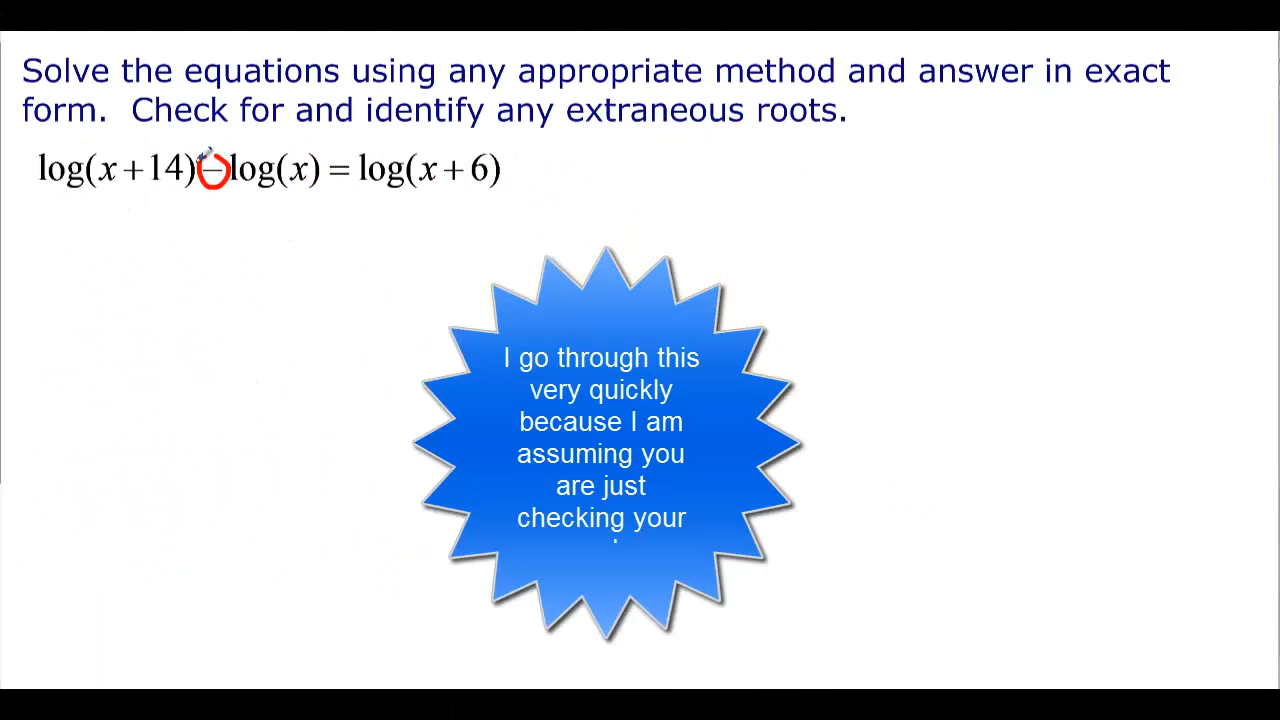 Solve the equations using any appropriate method and answer in exact
form.  Check for and identify any extraneous roots.
log(x+14)−log(x)=log(x+6)
I go through this
very quickly
because I am
assuming you
are just
checking your